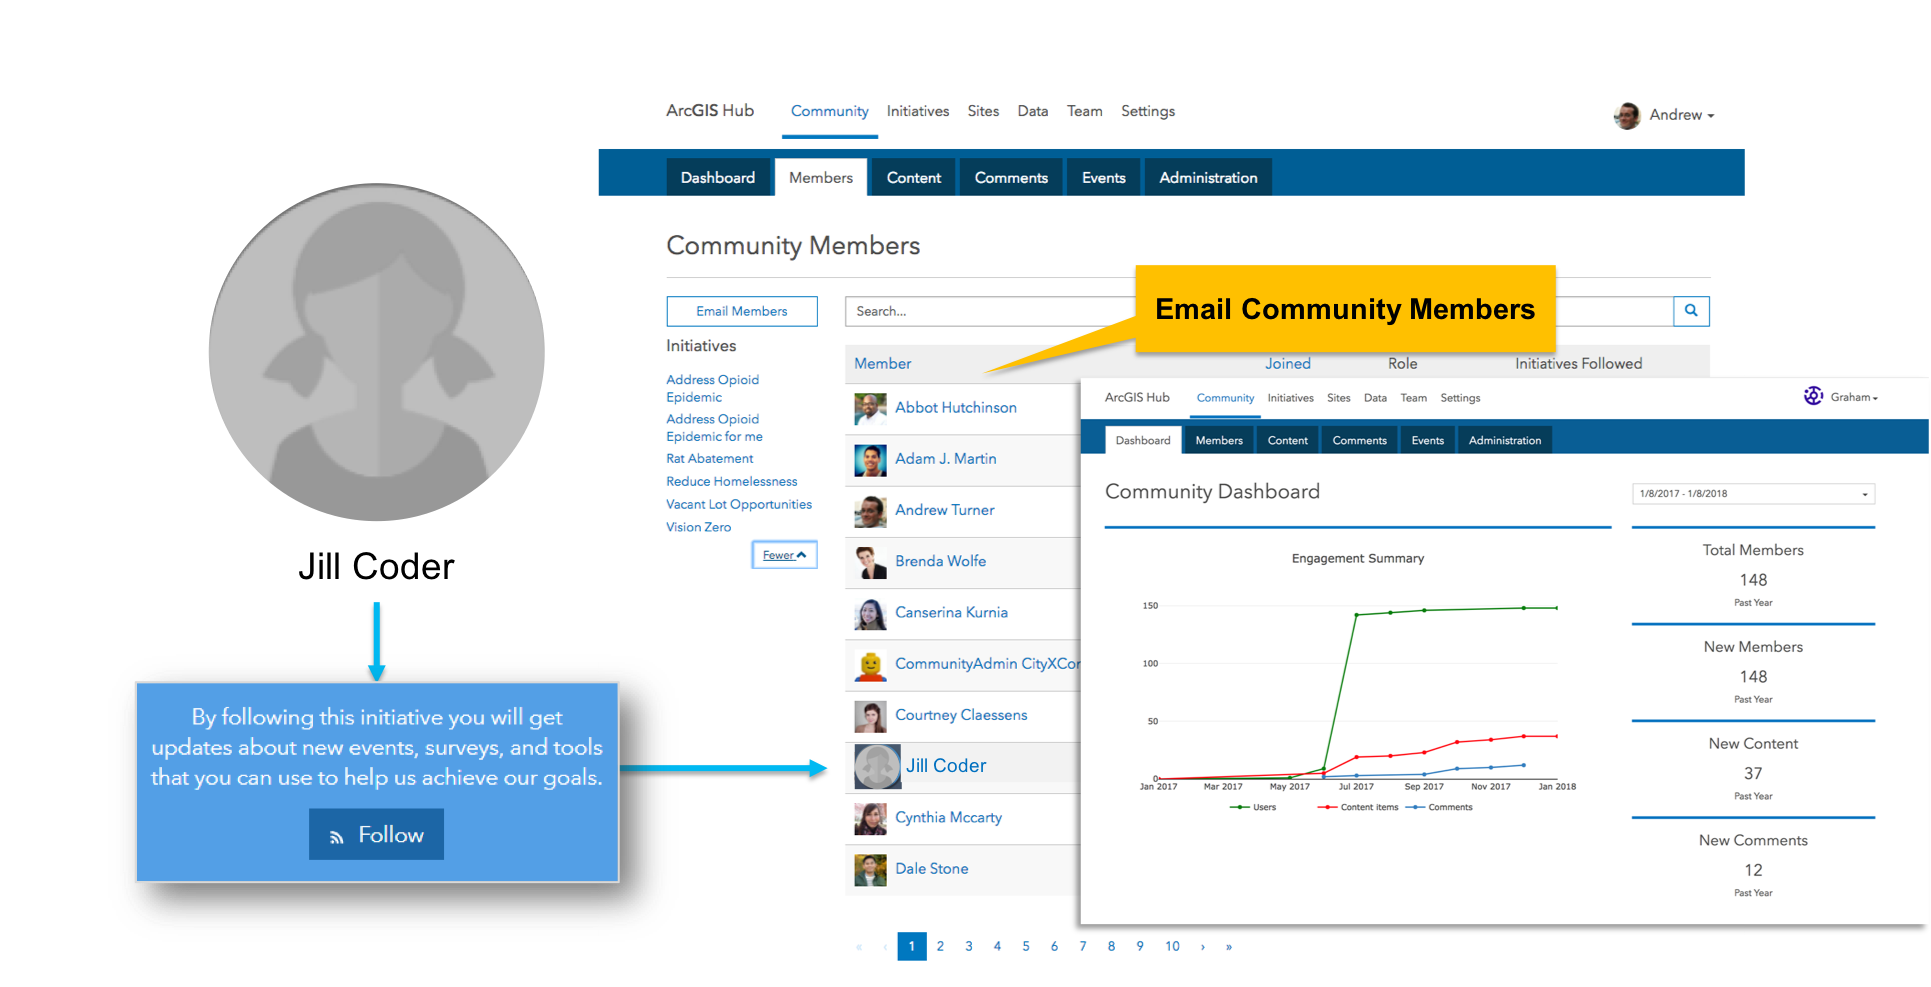 ArcGIS Hub Community Initiatives Sites Data Team Settings Andrew
Dashboard Members Content Comments Events Administration
Community Members
Email Members
Search...
Email Community Members
Initiatives
Address Opioid
Epidemic
Address Opioid
Epidemic for me
Rat Abatement
Reduce Homelessness
Vacant Lot Opportunities
Vision Zero
Fewer
Member Joined Role Initiatives Followed
Abbot Hutchinson
Adam J. Martin
Andrew Turner
Brenda Wolfe
Canserina Kurnia
CommunityAdmin CityXCor
Courtney Claessens
Jill Coder
Cynthia Mccarty
Dale Stone
« ‹ 1 2 3 4 5 6 7 8 9 10 › »
Jill Coder
By following this initiative you will get
updates about new events, surveys, and tools
that you can use to help us achieve our goals.
Follow
ArcGIS Hub Community Initiatives Sites Data Team Settings Graham
Dashboard Members Content Comments Events Administration
Community Dashboard
1/8/2017 - 1/8/2018
Engagement Summary
150
100
50
0
Jan 2017 Mar 2017 May 2017 Jul 2017 Sep 2017 Nov 2017 Jan 2018
Users Content items Comments
Total Members
148
Past Year
New Members
148
Past Year
New Content
37
Past Year
New Comments
12
Past Year